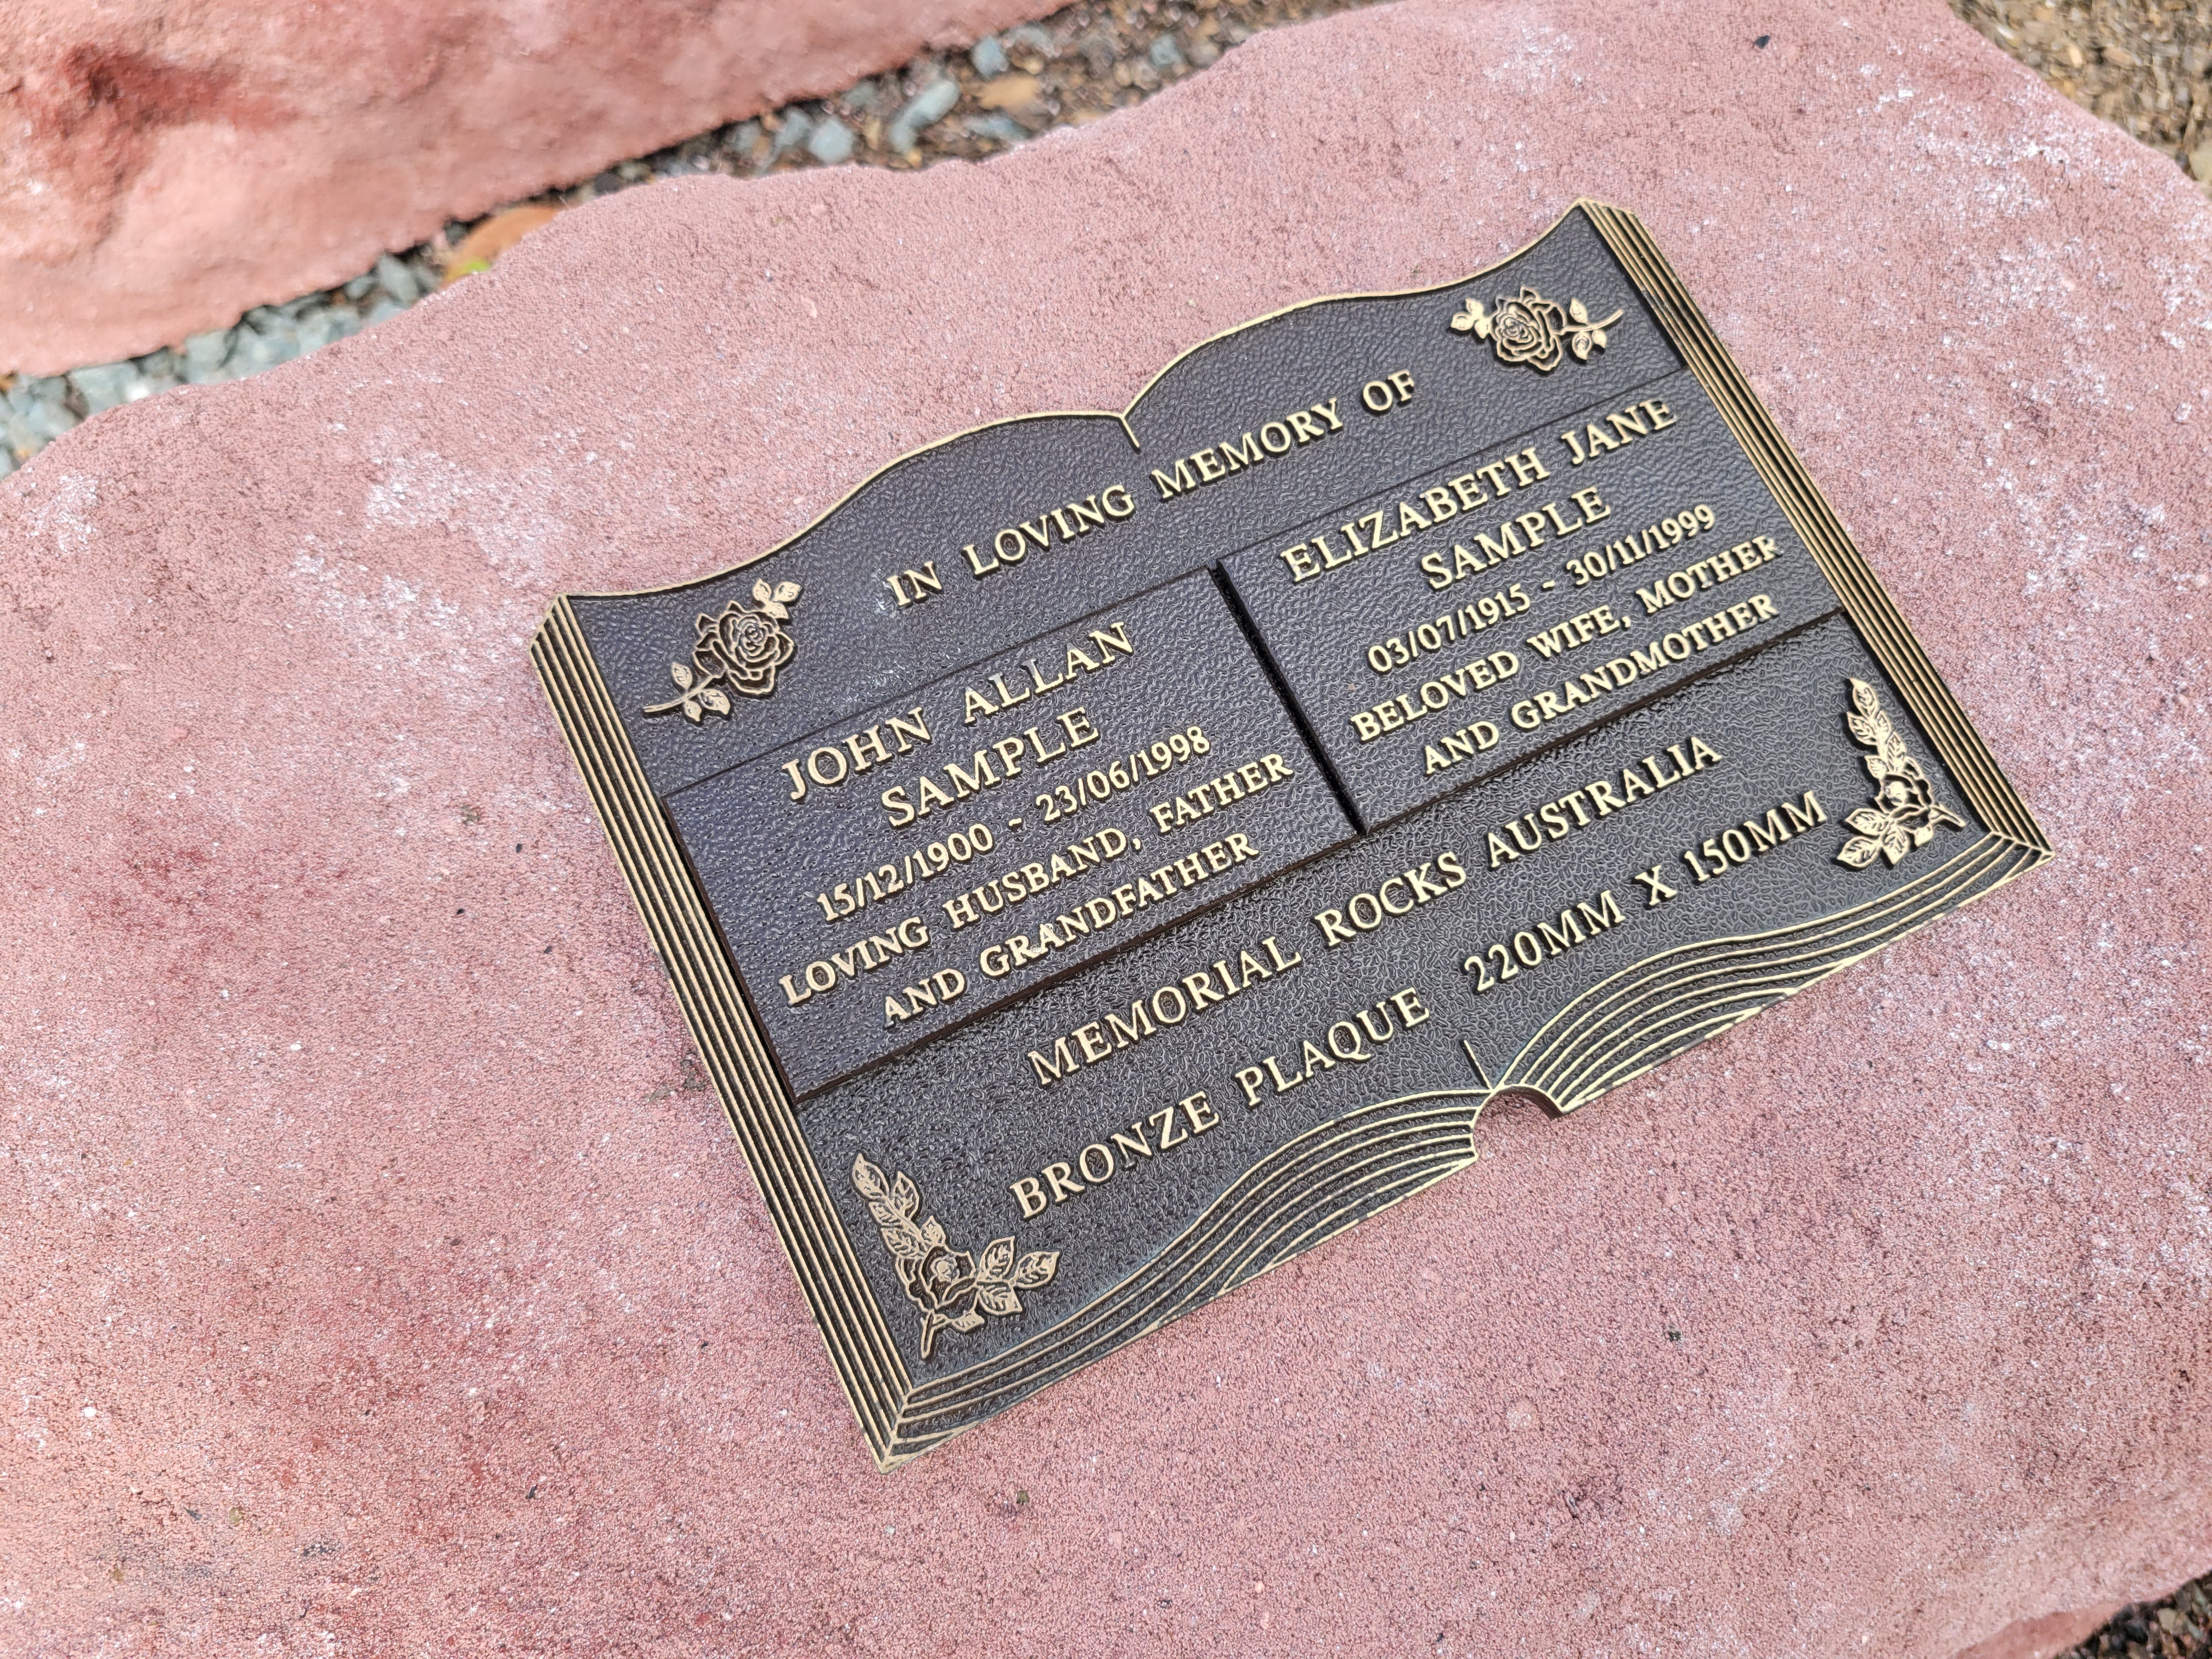 IN LOVING MEMORY OF
JOHN ALLAN
SAMPLE
15/12/1900 ~ 23/06/1998
LOVING HUSBAND, FATHER
AND GRANDFATHER
ELIZABETH JANE
SAMPLE
03/07/1915 ~ 30/11/1999
BELOVED WIFE, MOTHER
AND GRANDMOTHER
MEMORIAL ROCKS AUSTRALIA
BRONZE PLAQUE 220MM X 150MM